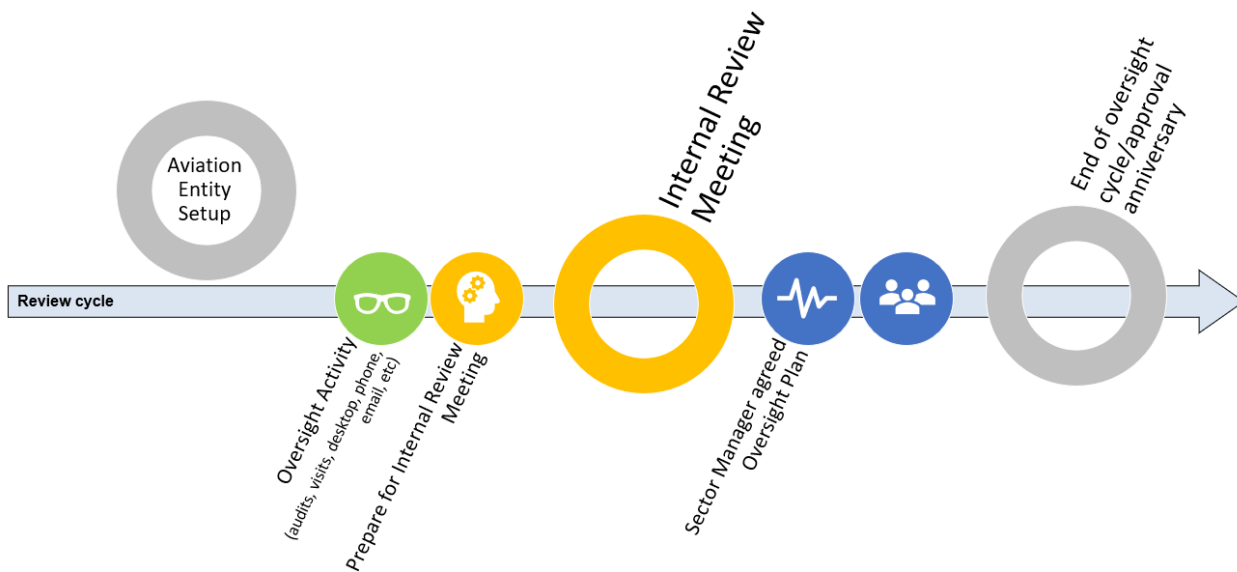 Aviation
Entity
Setup
Review cycle
Oversight Activity
(audits, visits, desktop, phone,
email, etc)
Prepare for Internal Review
Meeting
Internal Review
Meeting
Sector Manager agreed
Oversight Plan
End of oversight
cycle/approval
anniversary